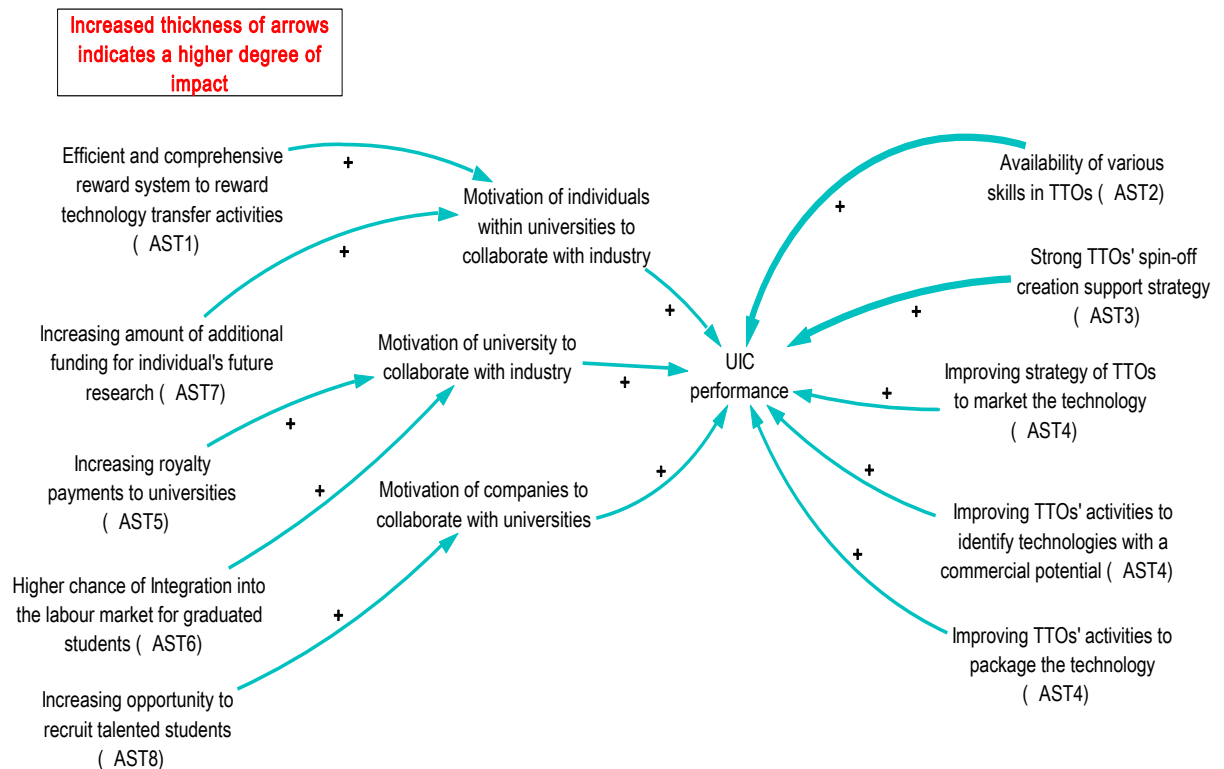 Increased thickness of arrows
indicates a higher degree of
impact
Efficient and comprehensive
reward system to reward
technology transfer activities
( AST1)
+
Increasing amount of additional
funding for individual's future
research ( AST7)
+
Increasing royalty
payments to universities
( AST5)
+
Higher chance of Integration into
the labour market for graduated
students ( AST6)
+
Increasing opportunity to
recruit talented students
( AST8)
+
Motivation of individuals
within universities to
collaborate with industry
+
Motivation of university to
collaborate with industry
+
Motivation of companies to
collaborate with universities
+
UIC
performance
Availability of various
skills in TTOs ( AST2)
+
Strong TTOs' spin-off
creation support strategy
( AST3)
+
Improving strategy of TTOs
to market the technology
( AST4)
+
Improving TTOs' activities to
identify technologies with a
commercial potential ( AST4)
+
Improving TTOs' activities to
package the technology
( AST4)
+